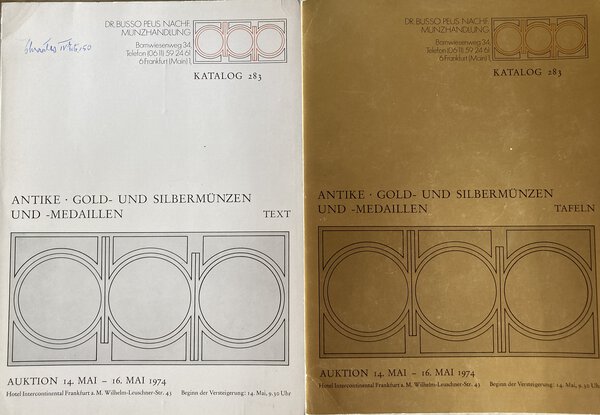 DR. BUSSO PEUS NACHF.
MÜNZHANDLUNG
Bornwiesenweg 34,
Telefon (06 11) 59 24 61
6 Frankfurt (Main) 1,
KATALOG 283
ANTIKE · GOLD- UND SILBERMÜNZEN
UND -MEDAILLEN
TEXT
AUKTION 14. MAI – 16. MAI 1974
Hotel Intercontinental Frankfurt a. M. Wilhelm-Leuschner-Str. 43 Beginn der Versteigerung: 14. Mai, 9.30 Uhr
DR. BUSSO PEUS NACHF.
MÜNZHANDLUNG
Bornwiesenweg 34,
Telefon (06 11) 59 24 61
6 Frankfurt (Main) 1,
KATALOG 283
ANTIKE · GOLD- UND SILBERMÜNZEN
UND -MEDAILLEN
TAFELN
AUKTION 14. MAI – 16. MAI 1974
Hotel Intercontinental Frankfurt a. M. Wilhelm-Leuschner-Str. 43 Beginn der Versteigerung: 14. Mai, 9.30 Uhr